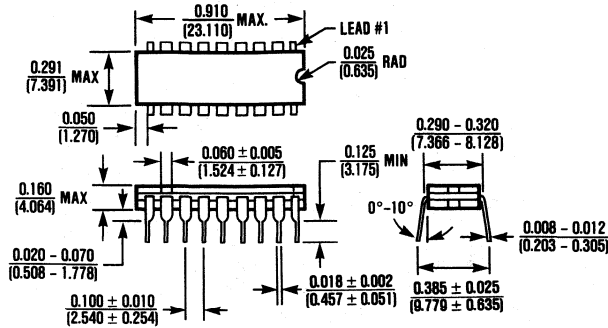 0.910
(23.110) MAX.
LEAD #1
0.025
(0.635) RAD
0.291
(7.391) MAX
0.050
(1.270)
0.060 ± 0.005
(1.524 ± 0.127)
0.125
(3.175) MIN
0.290 – 0.320
(7.366 – 8.128)
0.160
(4.064) MAX
0°–10°
0.008 – 0.012
(0.203 – 0.305)
0.020 – 0.070
(0.508 – 1.778)
0.018 ± 0.002
(0.457 ± 0.051)
0.100 ± 0.010
(2.540 ± 0.254)
0.385 ± 0.025
(9.779 ± 0.635)